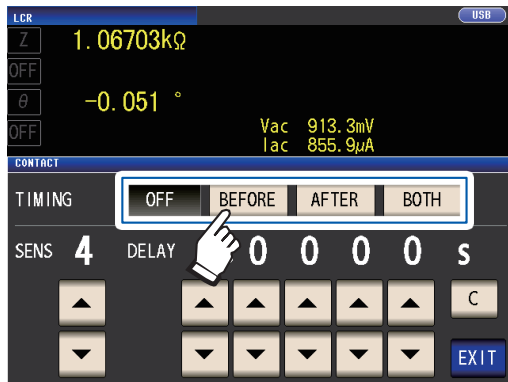 LCR USB
Z 1.06703kΩ
OFF
θ -0.051 °
OFF
Vac 913.3mV
Iac 855.9μA
CONTACT
TIMING OFF BEFORE AFTER BOTH
SENS 4 DELAY 0 0 0 0 s
C
EXIT